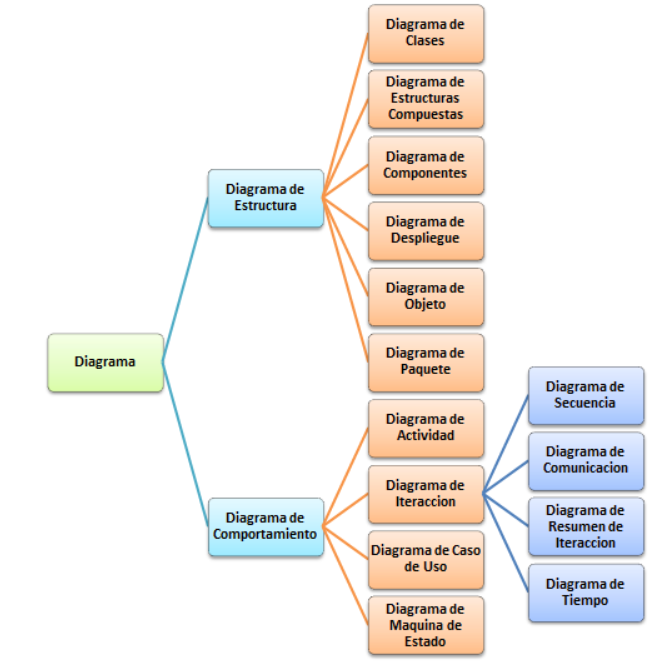 Diagrama
Diagrama de
Estructura
Diagrama de
Clases
Diagrama de
Estructuras
Compuestas
Diagrama de
Componentes
Diagrama de
Despliegue
Diagrama de
Objeto
Diagrama de
Paquete
Diagrama de
Comportamiento
Diagrama de
Actividad
Diagrama de
Iteraccion
Diagrama de Caso
de Uso
Diagrama de
Maquina de
Estado
Diagrama de
Secuencia
Diagrama de
Comunicacion
Diagrama de
Resumen de
Iteraccion
Diagrama de
Tiempo